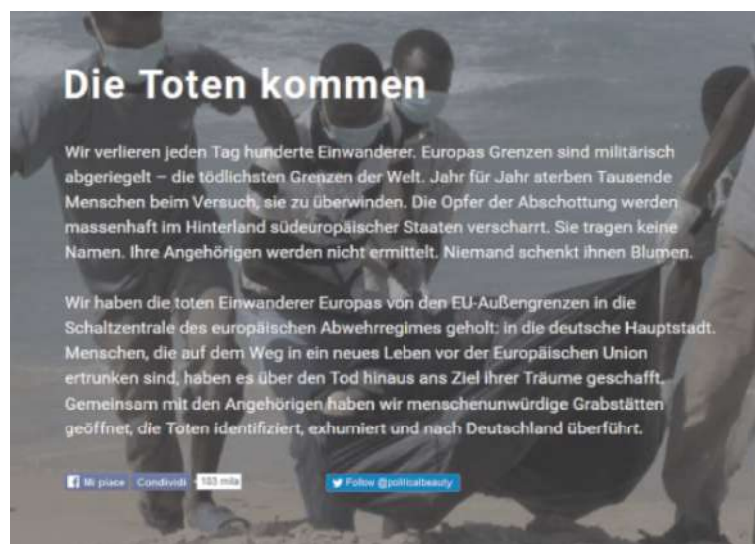 Die Toten kommen
Wir verlieren jeden Tag hunderte Einwanderer. Europas Grenzen sind militärisch
abgeriegelt – die tödlichsten Grenzen der Welt. Jahr für Jahr sterben Tausende
Menschen beim Versuch, sie zu überwinden. Die Opfer der Abschottung werden
massenhaft im Hinterland südeuropäischer Staaten verscharrt. Sie tragen keine
Namen. Ihre Angehörigen werden nicht ermittelt. Niemand schenkt ihnen Blumen.
Wir haben die toten Einwanderer Europas von den EU-Außengrenzen in die
Schaltzentrale des europäischen Abwehrregimes geholt: in die deutsche Hauptstadt.
Menschen, die auf dem Weg in ein neues Leben vor der Europäischen Union
ertrunken sind, haben es über den Tod hinaus ans Ziel ihrer Träume geschafft.
Gemeinsam mit den Angehörigen haben wir menschenunwürdige Grabstätten
geöffnet, die Toten identifiziert, exhumiert und nach Deutschland überführt.
Mi piace Condividi 103 mila Follow @politicalbeauty